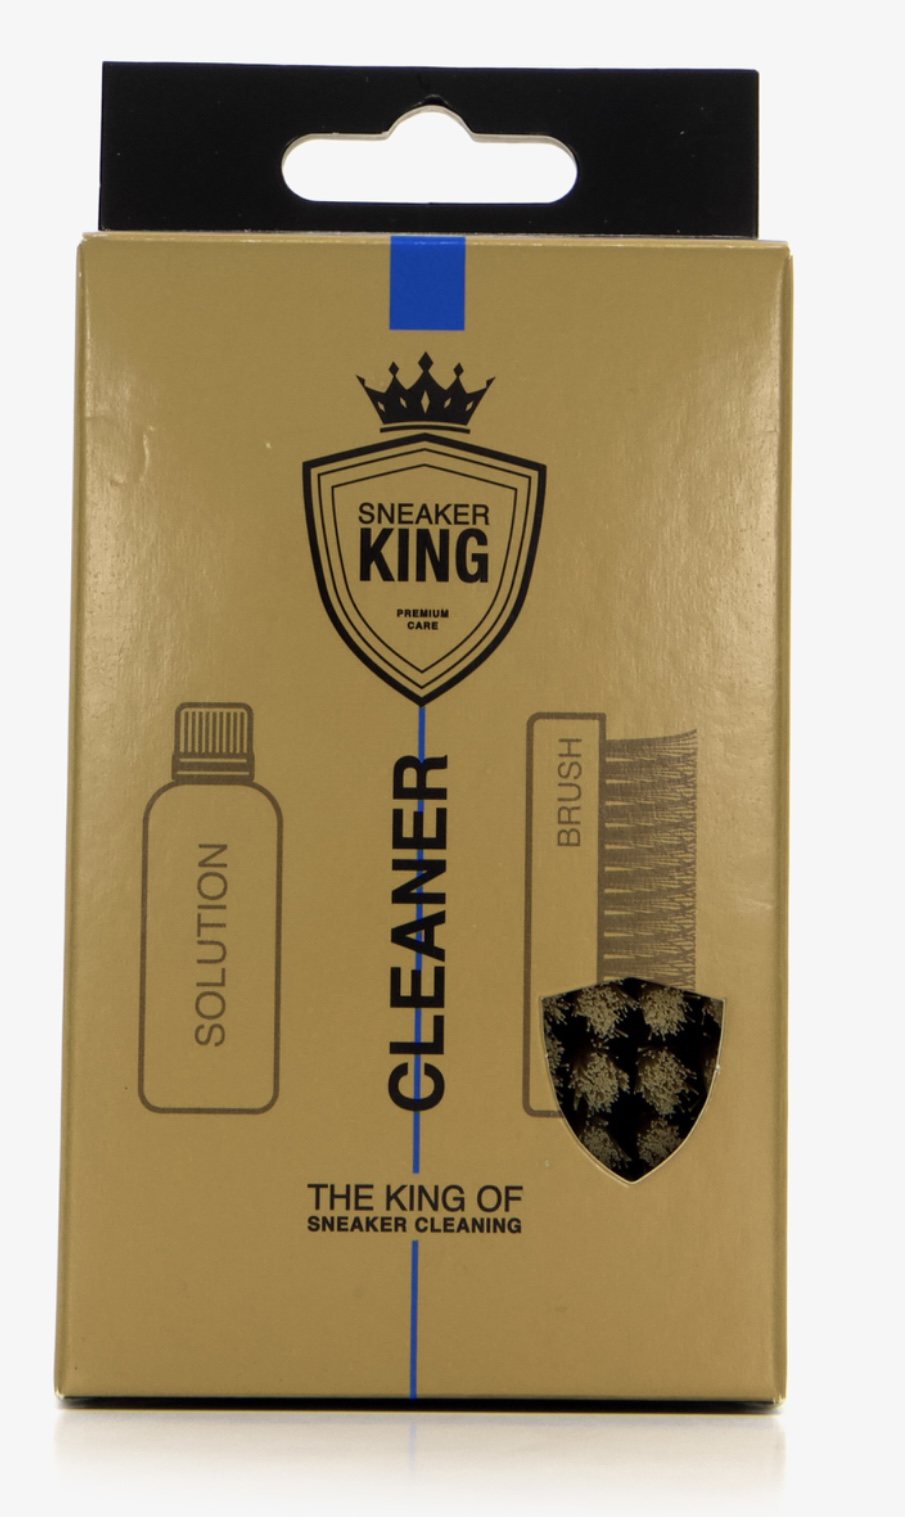 SNEAKER
KING
PREMIUM
CARE
SOLUTION
CLEANER
BRUSH
THE KING OF
SNEAKER CLEANING